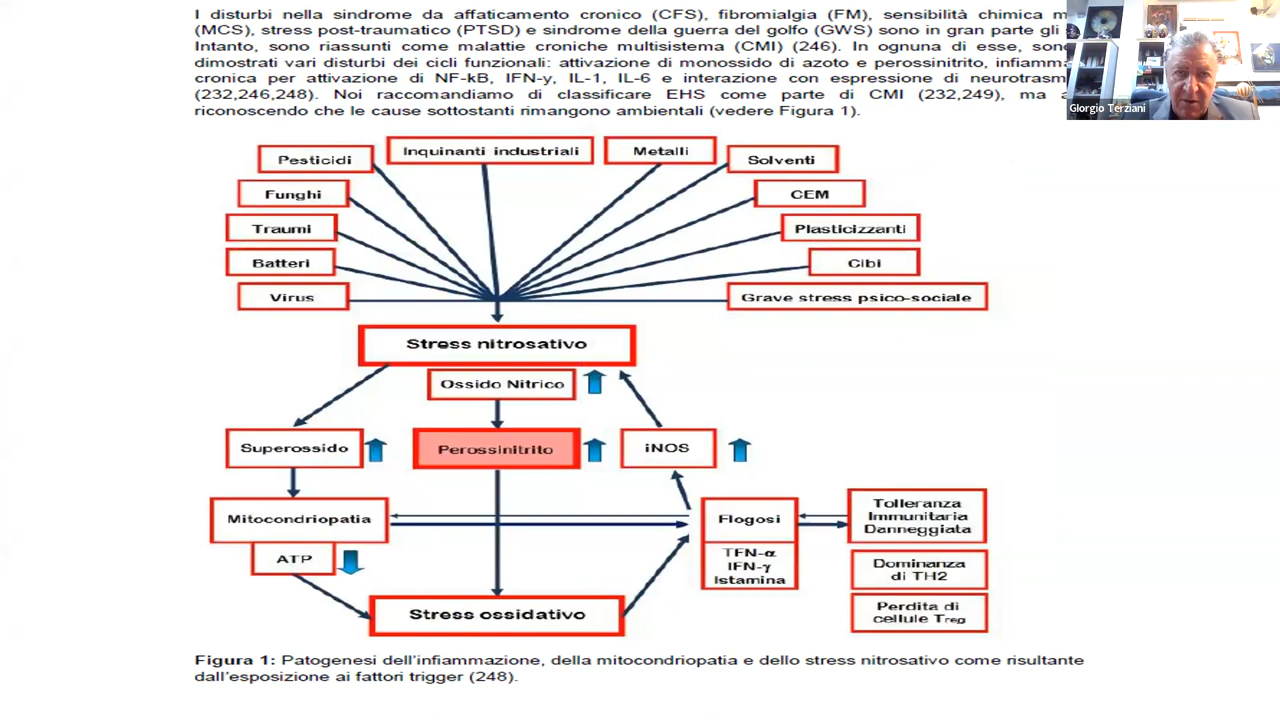 I disturbi nella sindrome da affaticamento cronico (CFS), fibromialgia (FM), sensibilità chimica
(MCS), stress post-traumatico (PTSD) e sindrome della guerra del golfo (GWS) sono in gran parte gli
Intanto, sono riassunti come malattie croniche multisistema (CMI) (246). In ognuna di esse,
dimostrati vari disturbi dei cicli funzionali: attivazione di monossido di azoto e perossinitrito,
cronica per attivazione di NF-kB, IFN-y, IL-1, IL-6 e interazione con espressione di
(232,246,248). Noi raccomandiamo di classificare EHS come parte di CMI (232,249), ma
riconoscendo che le cause sottostanti rimangono ambientali (vedere Figura 1).
GIorgio Terziani
Pesticidi
Inquinanti industriali
Metalli
Solventi
Funghi
CEM
Traumi
Plasticizzanti
Batteri
Cibi
Virus
Grave stress psico-sociale
Stress nitrosativo
Ossido Nitrico
Superossido
Perossinitrito
iNOS
Mitocondriopatia
ATP
Flogosi
TFN-α
IFN-γ
Istamina
Tolleranza
Immunitaria
Danneggiata
Dominanza
di TH2
Perdita di
cellule Treg
Stress ossidativo
Figura 1: Patogenesi dell'infiammazione, della mitocondriopatia e dello stress nitrosativo come risultante
dall'esposizione ai fattori trigger (248).